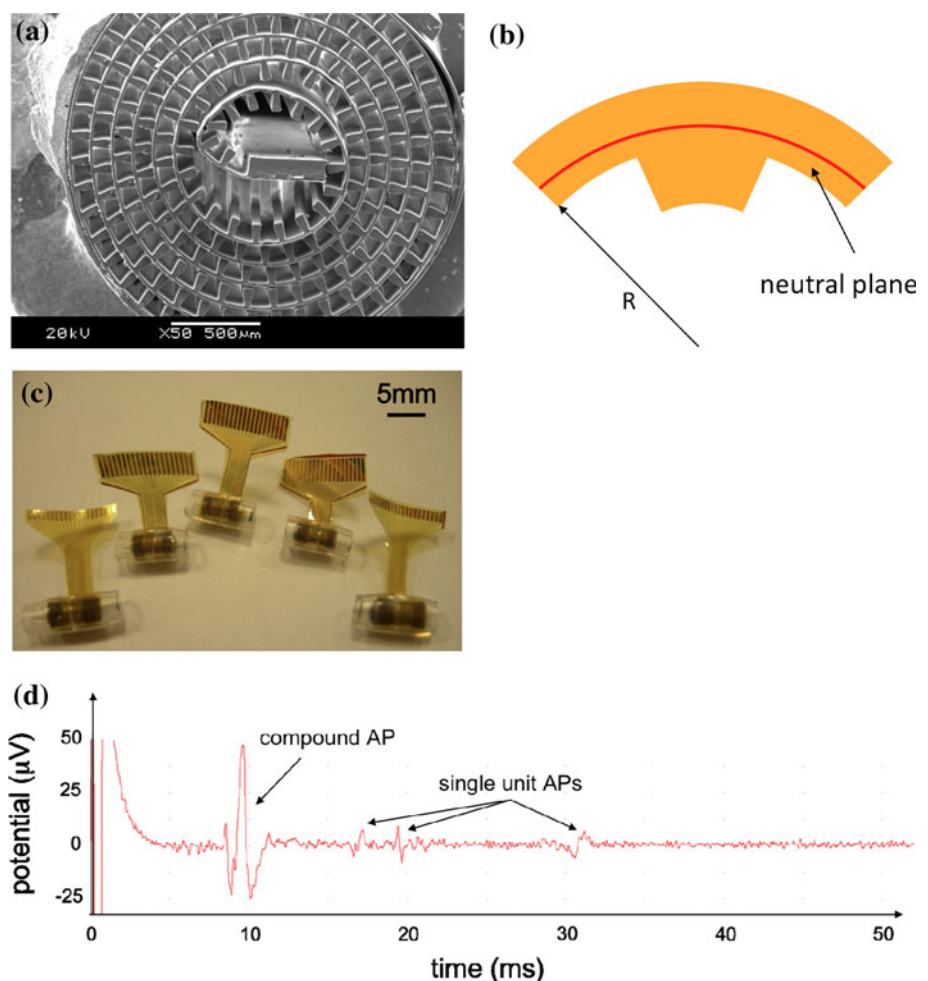 (a)
20kV X50 500µm
(b)
R
neutral plane
(c)
5mm
(d)
potential (µV)
50
25
0
-25
compound AP
single unit APs
0 10 20 30 40 50
time (ms)